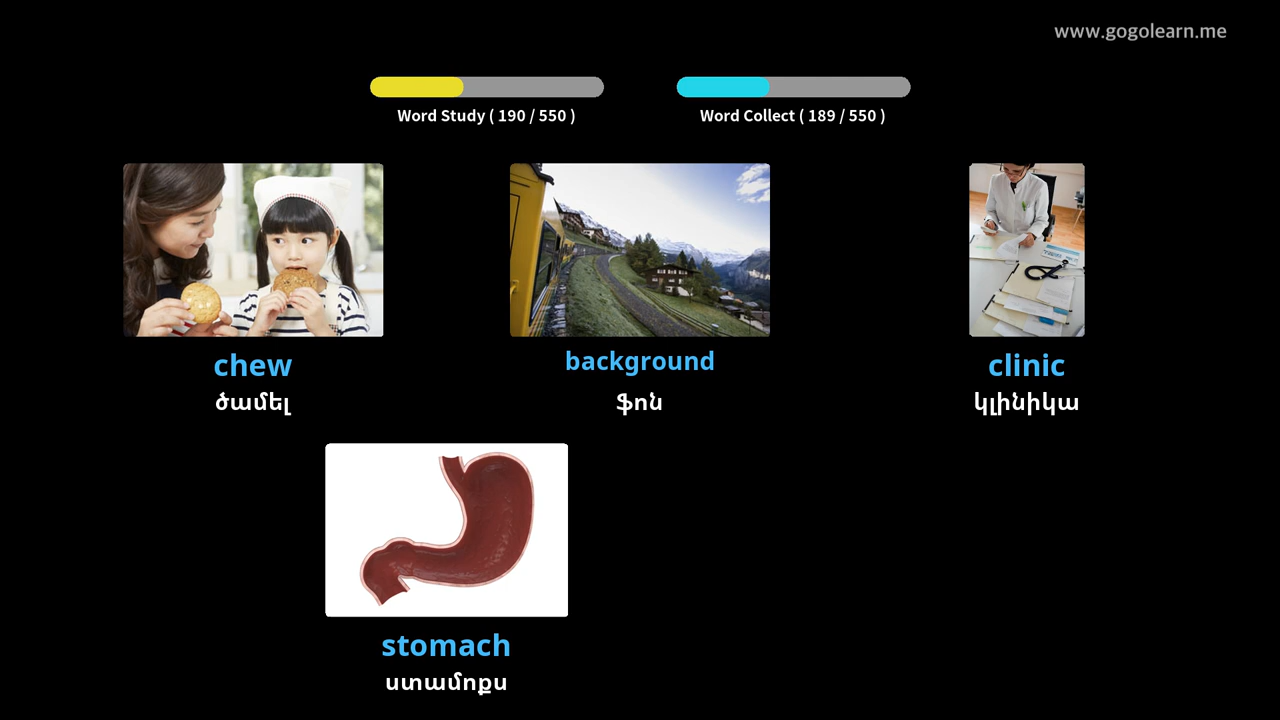 www.gogolearn.me
Word Study ( 190 / 550 )
Word Collect ( 189 / 550 )
chew
ծամել
background
ֆոն
clinic
կլինիկա
stomach
ստամոքս